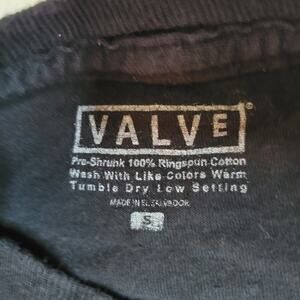 VALVE®
Pre-Shrunk 100% Ringspun Cotton
Wash With Like Colors Warm
Tumble Dry Low Setting
MADE IN EL SALVADOR
S